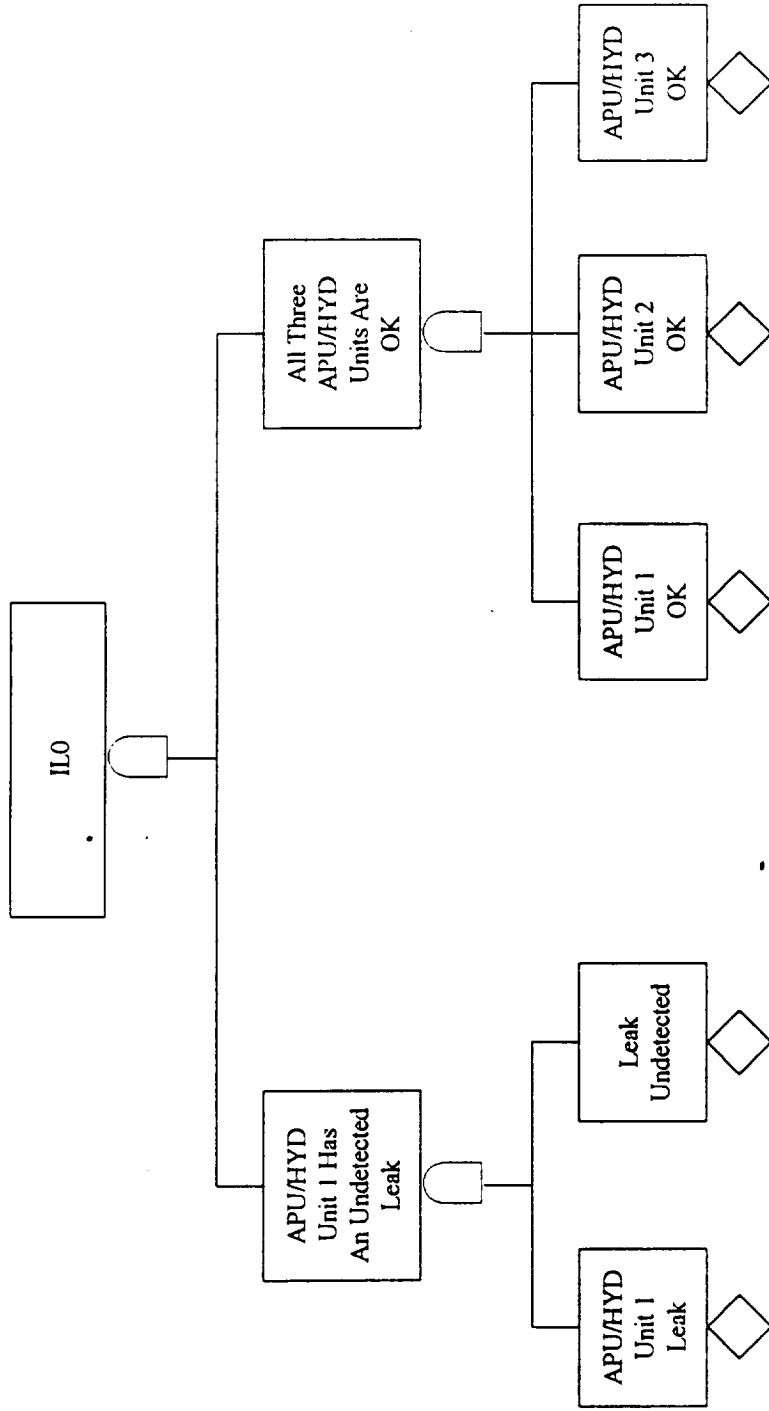 IL0
APU/HYD
Unit 1 Has
An Undetected
Leak
All Three
APU/HYD
Units Are
OK
APU/HYD
Unit 1
Leak
Leak
Undetected
APU/HYD
Unit 1
OK
APU/HYD
Unit 2
OK
APU/HYD
Unit 3
OK